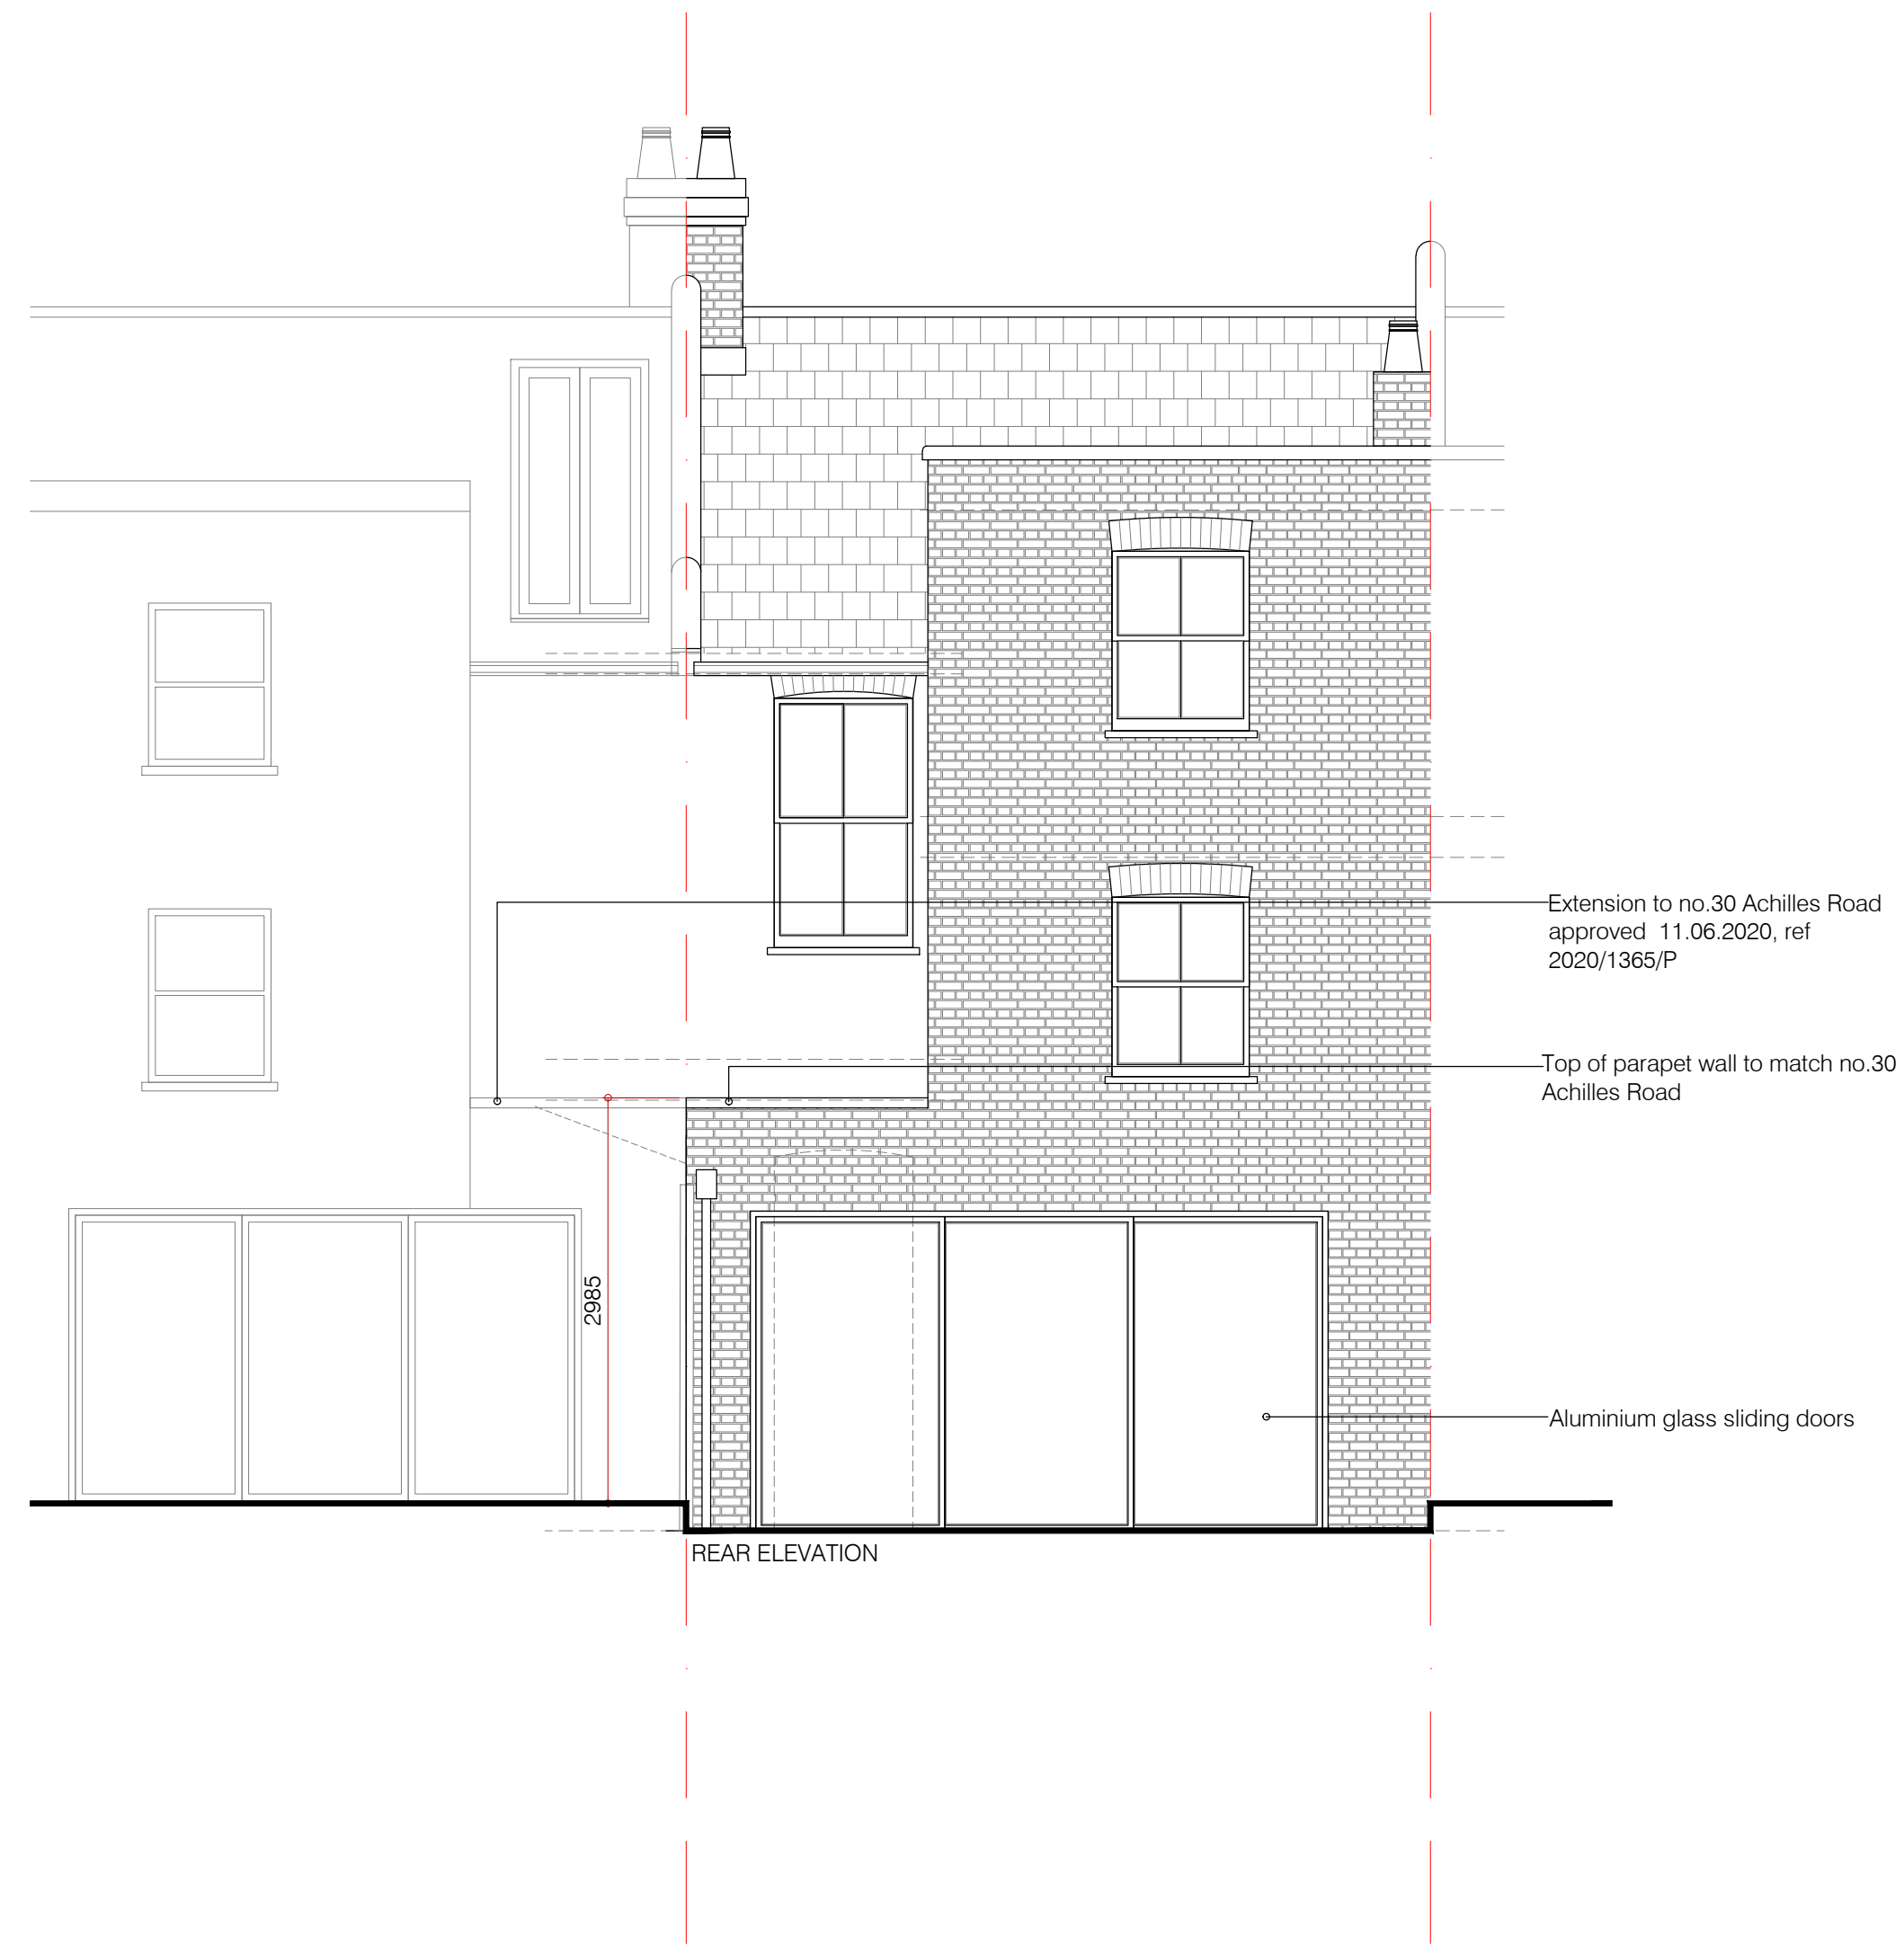 Extension to no.30 Achilles Road
approved 11.06.2020, ref
2020/1365/P
Top of parapet wall to match no.30
Achilles Road
2985
Aluminium glass sliding doors
REAR ELEVATION